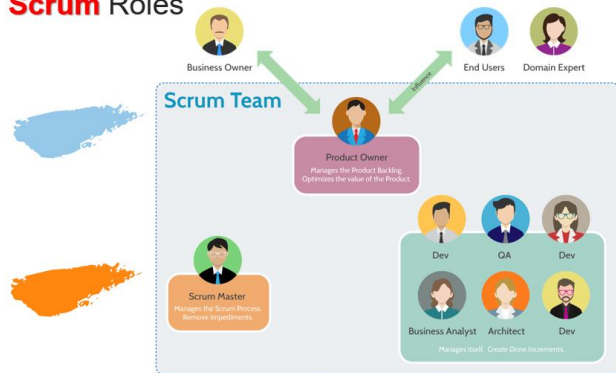 Scrum Roles
Business Owner
End Users
Domain Expert
Influence
Scrum Team
Product Owner
Manages the Product Backlog.
Optimizes the value of the Product.
Dev
QA
Dev
Scrum Master
Manages the Scrum Process.
Remove Impediments.
Business Analyst
Architect
Dev
Manages itself. Create Done Increments.